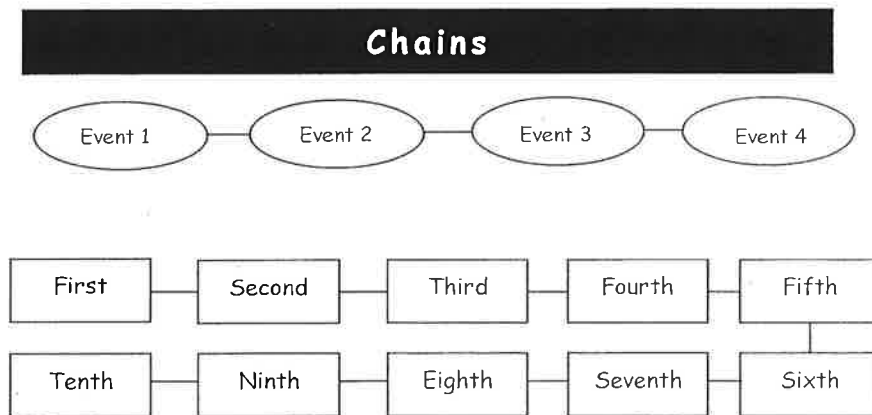 Chains
Event 1 Event 2 Event 3 Event 4
First Second Third Fourth Fifth
Tenth Ninth Eighth Seventh Sixth